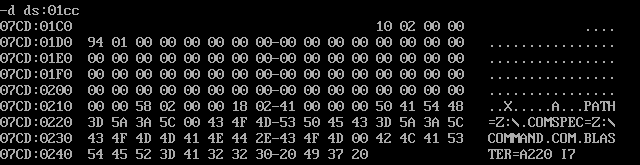 -d ds:01cc
07CD:01C0                                      10 02 00 00               ....
07CD:01D0  94 01 00 00 00 00 00 00-00 00 00 00 00 00 00 00   ................
07CD:01E0  00 00 00 00 00 00 00 00-00 00 00 00 00 00 00 00   ................
07CD:01F0  00 00 00 00 00 00 00 00-00 00 00 00 00 00 00 00   ................
07CD:0200  00 00 00 00 00 00 00 00-00 00 00 00 00 00 00 00   ................
07CD:0210  00 00 58 02 00 00 18 02-41 00 00 00 50 41 54 48   ..X.....A...PATH
07CD:0220  3D 5A 3A 5C 00 43 4F 4D-53 50 45 43 3D 5A 3A 5C   =Z:\.COMSPEC=Z:\
07CD:0230  43 4F 4D 4D 41 4E 44 2E-43 4F 4D 00 42 4C 41 53   COMMAND.COM.BLAS
07CD:0240  54 45 52 3D 41 32 32 30-20 49 37 20               TER=A220 I7